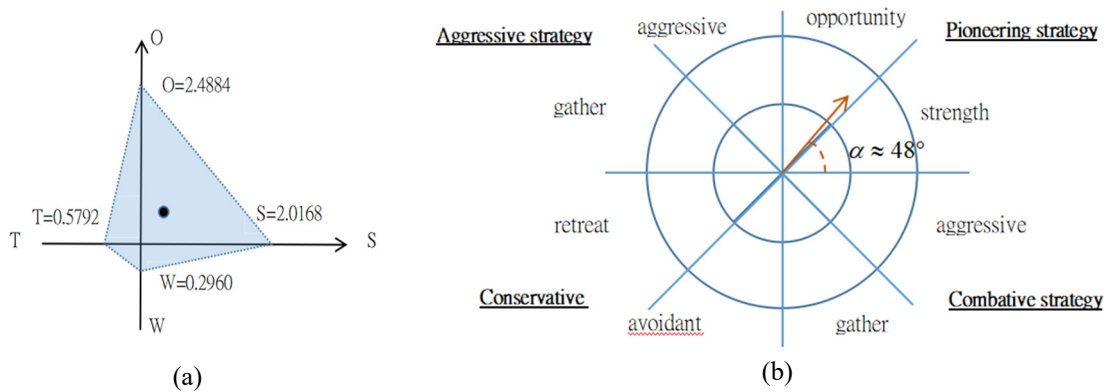 O
O=2.4884
T=0.5792
S=2.0168
T
S
W=0.2960
W
(a)
Aggressive strategy
aggressive
opportunity
Pioneering strategy
gather
strength
α ≈ 48°
retreat
aggressive
Conservative
Combative strategy
avoidant
gather
(b)